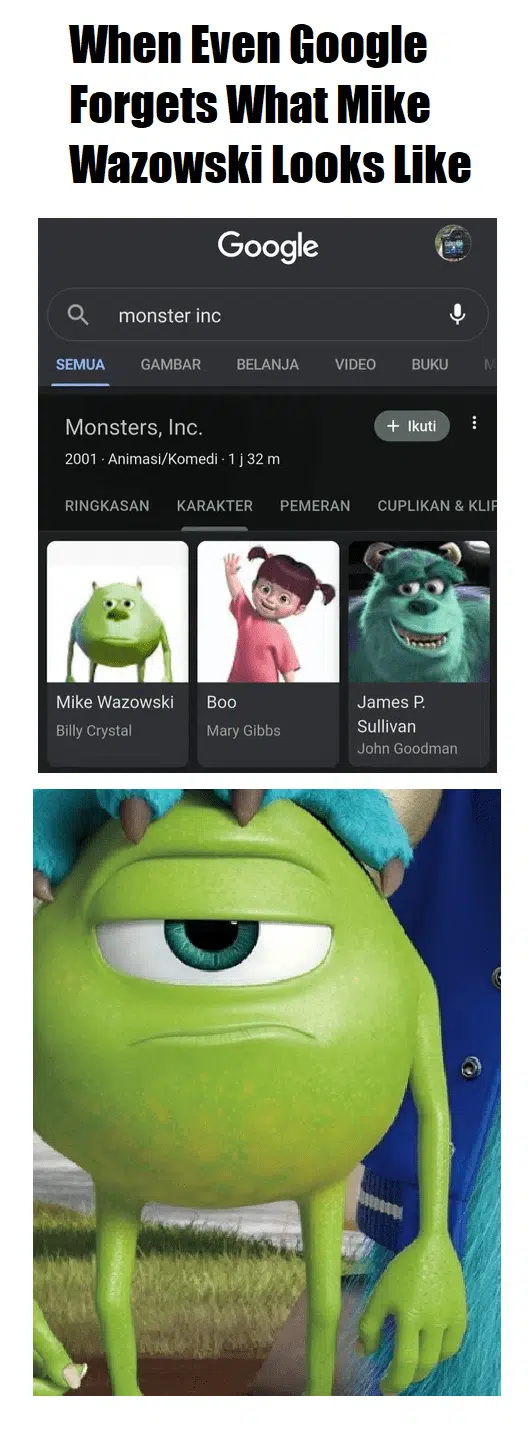 When Even Google
Forgets What Mike
Wazowski Looks Like
Google
monster inc
SEMUA GAMBAR BELANJA VIDEO BUKU M
Monsters, Inc.
+ Ikuti
2001 · Animasi/Komedi · 1 j 32 m
RINGKASAN KARAKTER PEMERAN CUPLIKAN & KLIP
Mike Wazowski
Billy Crystal
Boo
Mary Gibbs
James P.
Sullivan
John Goodman